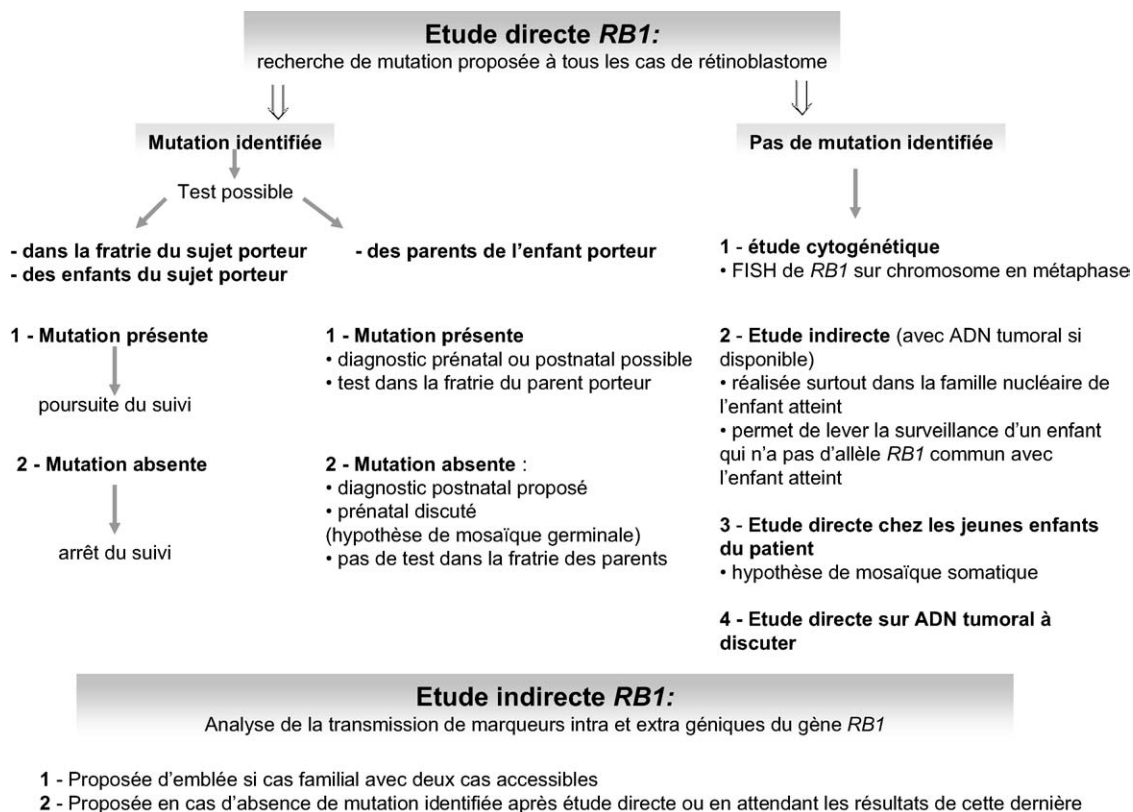 Etude directe RB1:
recherche de mutation proposée à tous les cas de rétinoblastome
Mutation identifiée
Test possible
- dans la fratrie du sujet porteur
- des enfants du sujet porteur
1 - Mutation présente
poursuite du suivi
2 - Mutation absente
arrêt du suivi
- des parents de l'enfant porteur
1 - Mutation présente
• diagnostic prénatal ou postnatal possible
• test dans la fratrie du parent porteur
2 - Mutation absente :
• diagnostic postnatal proposé
• prénatal discuté
(hypothèse de mosaïque germinale)
• pas de test dans la fratrie des parents
Pas de mutation identifiée
1 - étude cytogénétique
• FISH de RB1 sur chromosome en métaphase
2 - Etude indirecte (avec ADN tumoral si
disponible)
• réalisée surtout dans la famille nucléaire de
l'enfant atteint
• permet de lever la surveillance d'un enfant
qui n'a pas d'allèle RB1 commun avec
l'enfant atteint
3 - Etude directe chez les jeunes enfants
du patient
• hypothèse de mosaïque somatique
4 - Etude directe sur ADN tumoral à
discuter
Etude indirecte RB1:
Analyse de la transmission de marqueurs intra et extra géniques du gène RB1
1 - Proposée d'emblée si cas familial avec deux cas accessibles
2 - Proposée en cas d'absence de mutation identifiée après étude directe ou en attendant les résultats de cette dernière